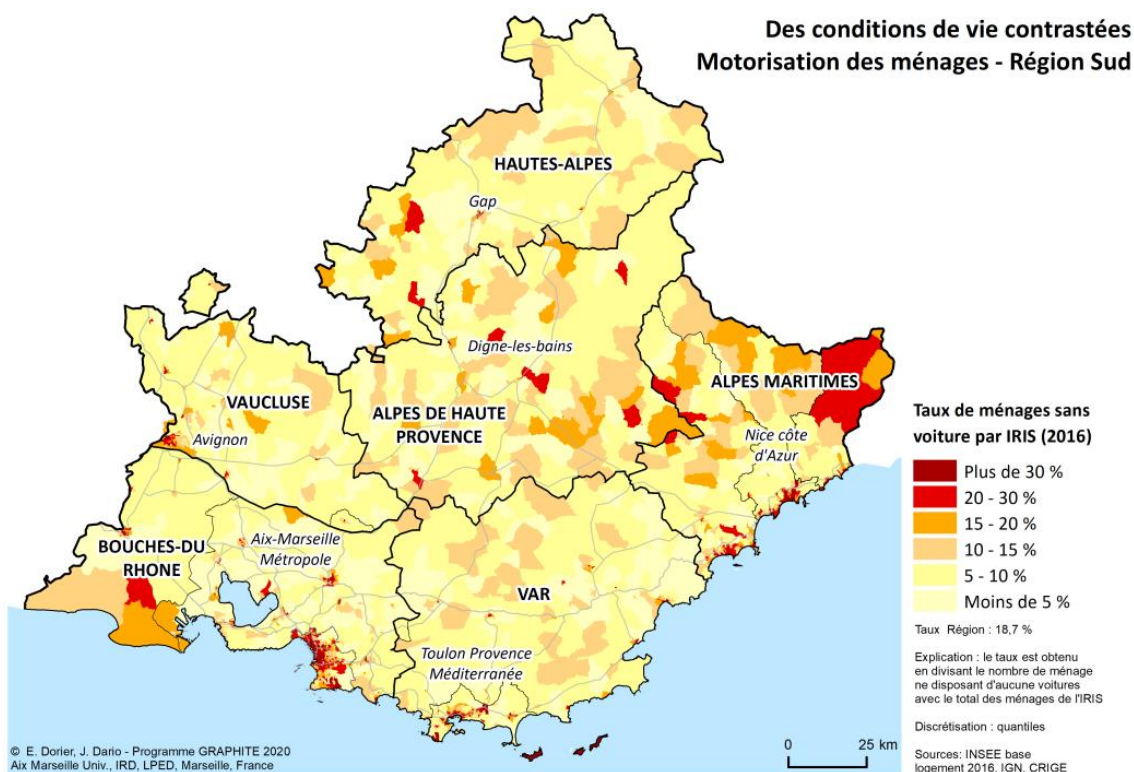 Des conditions de vie contrastées
Motorisation des ménages - Région Sud
HAUTES-ALPES
Gap
Digne-les-bains
ALPES MARITIMES
VAUCLUSE
ALPES DE HAUTE
PROVENCE
Avignon
Nice côte
d'Azur
Aix-Marseille
Métropole
BOUCHES-DU
RHONE
VAR
Toulon Provence
Méditerranée
Taux de ménages sans
voiture par IRIS (2016)
Plus de 30 %
20 - 30 %
15 - 20 %
10 - 15 %
5 - 10 %
Moins de 5 %
Taux Région : 18,7 %
Explication : le taux est obtenu
en divisant le nombre de ménage
ne disposant d'aucune voitures
avec le total des ménages de l'IRIS
Discrétisation : quantiles
Sources: INSEE base
logement 2016, IGN, CRIGE
0 25 km
© E. Dorier, J. Dario - Programme GRAPHITE 2020
Aix Marseille Univ., IRD, LPED, Marseille, France